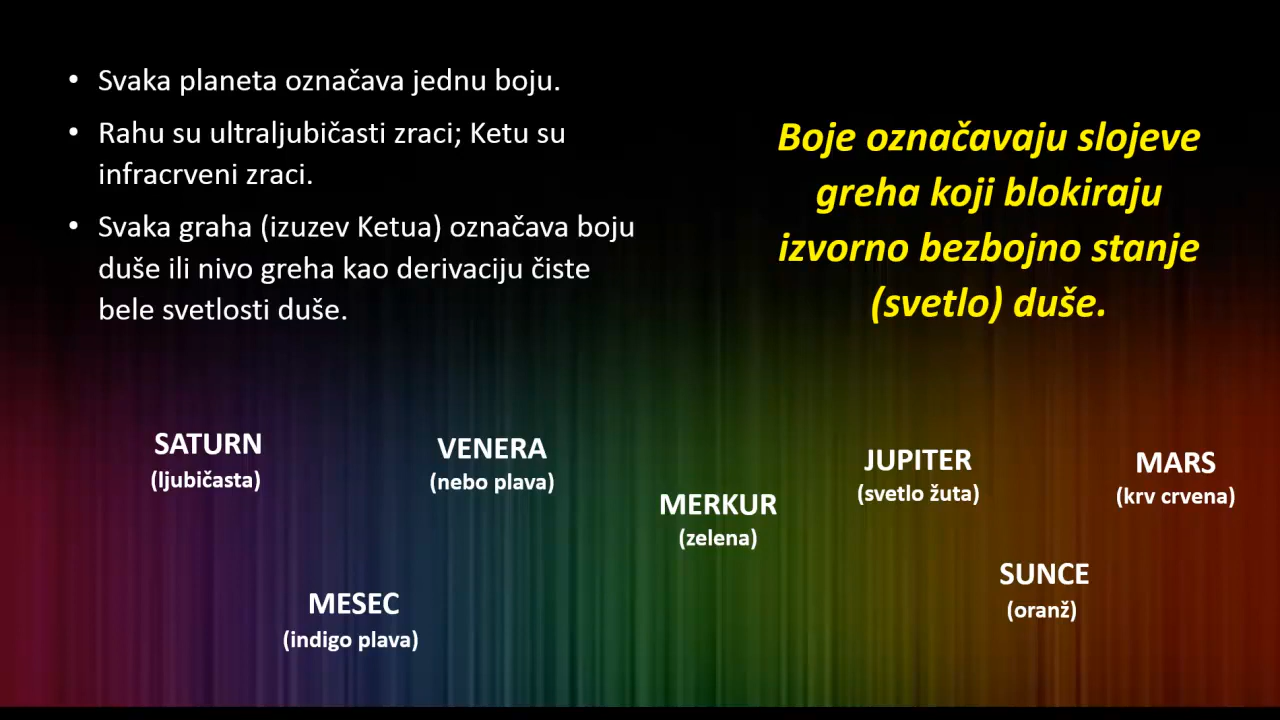 • Svaka planeta označava jednu boju.
• Rahu su ultraljubičasti zraci; Ketu su
infracrveni zraci.
• Svaka graha (izuzev Ketua) označava boju
duše ili nivo greha kao derivaciju čiste
bele svetlosti duše.
Boje označavaju slojeve
greha koji blokiraju
izvorno bezbojno stanje
(svetlo) duše.
SATURN
(ljubičasta)
MESEC
(indigo plava)
VENERA
(nebo plava)
MERKUR
(zelena)
JUPITER
(svetlo žuta)
SUNCE
(oranž)
MARS
(krv crvena)